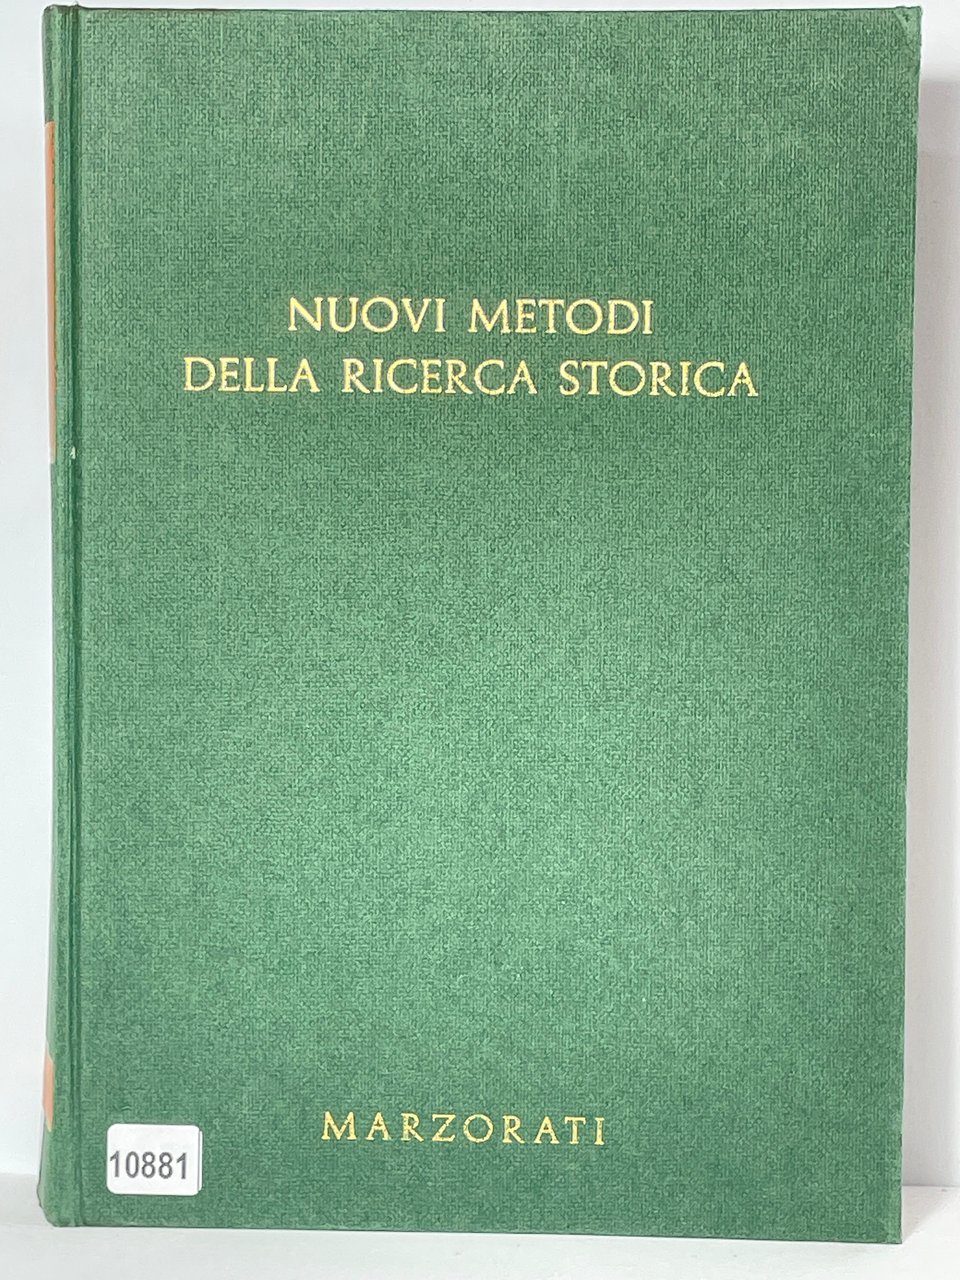 NUOVI METODI
DELLA RICERCA STORICA
MARZORATI
10881